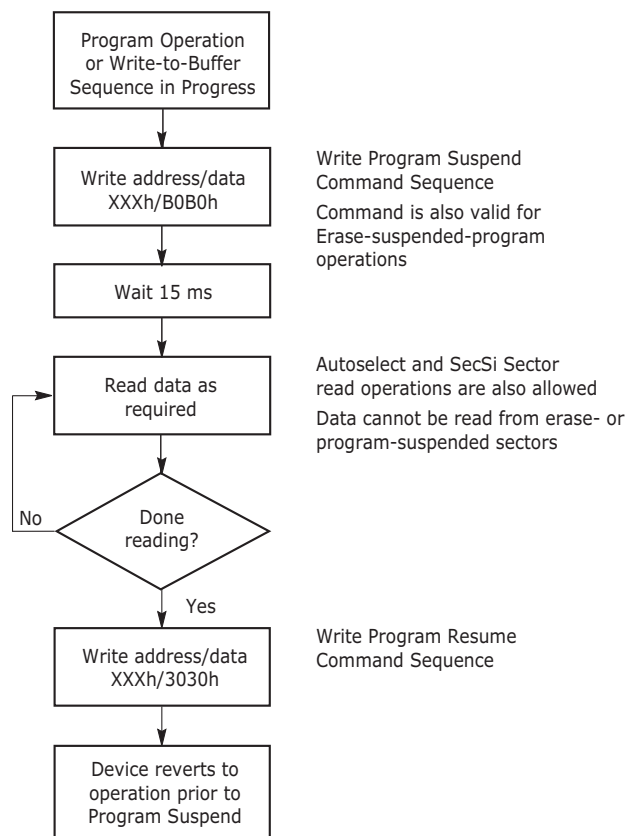 Program Operation
or Write-to-Buffer
Sequence in Progress
Write address/data
XXXh/B0B0h
Write Program Suspend
Command Sequence
Command is also valid for
Erase-suspended-program
operations
Wait 15 ms
Read data as
required
Autoselect and SecSi Sector
read operations are also allowed
Data cannot be read from erase- or
program-suspended sectors
No
Done
reading?
Yes
Write address/data
XXXh/3030h
Write Program Resume
Command Sequence
Device reverts to
operation prior to
Program Suspend